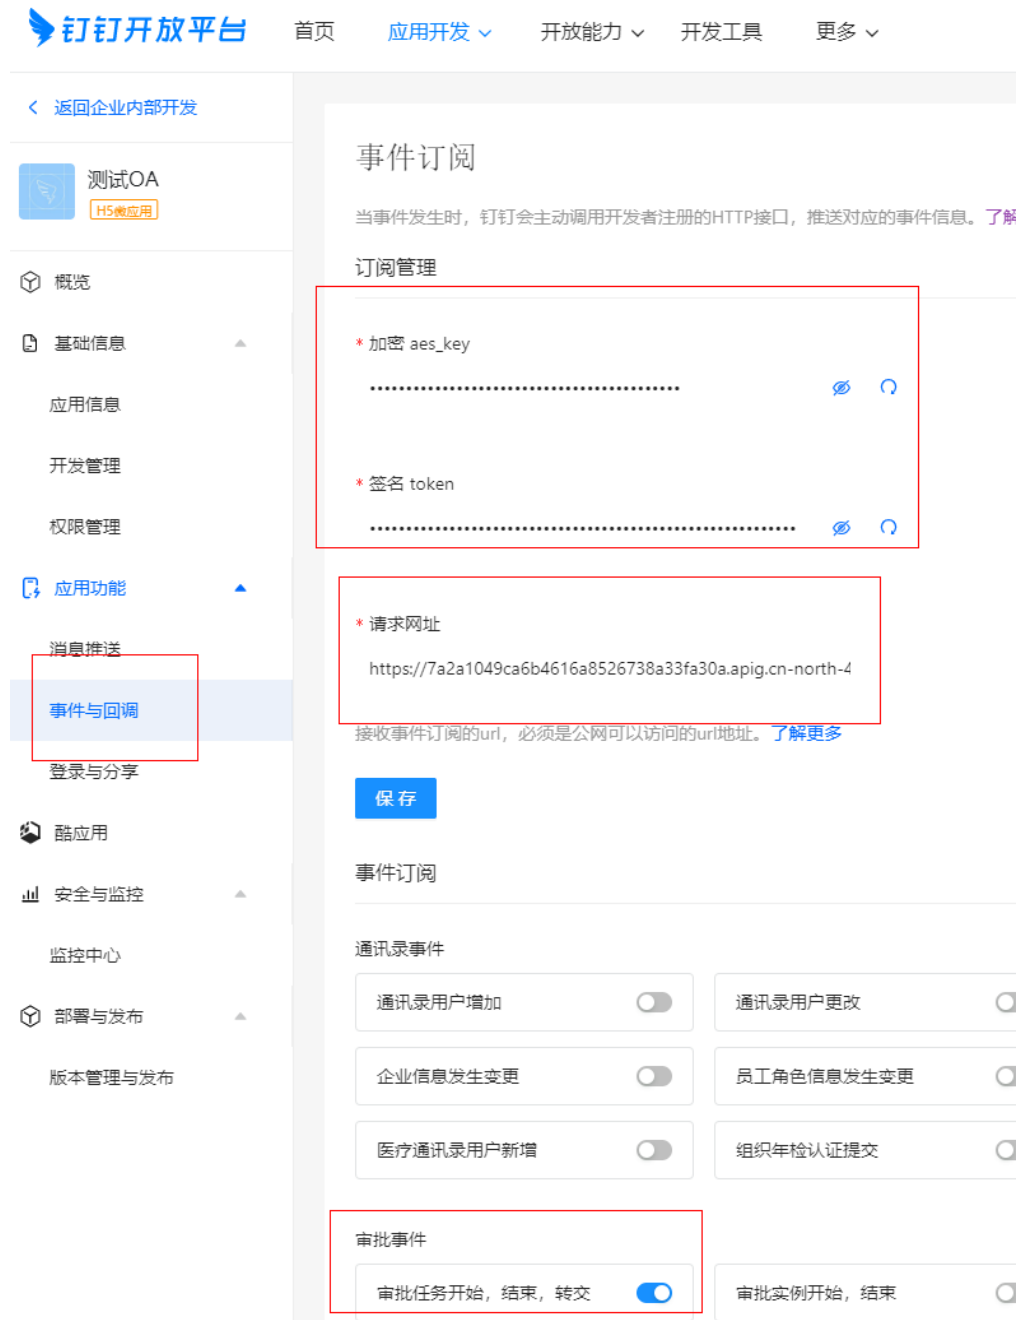 钉钉开放平台 首页 应用开发 开放能力 开发工具 更多
返回企业内部开发
测试OA
H5微应用
概览
基础信息
应用信息
开发管理
权限管理
应用功能
消息推送
事件与回调
登录与分享
酷应用
安全与监控
监控中心
部署与发布
版本管理与发布
事件订阅
当事件发生时，钉钉会主动调用开发者注册的HTTP接口，推送对应的事件信息。了解
订阅管理
* 加密 aes_key
* 签名 token
* 请求网址
https://7a2a1049ca6b4616a8526738a33fa30a.apig.cn-north-4
接收事件订阅的url，必须是公网可以访问的url地址。了解更多
保存
事件订阅
通讯录事件
通讯录用户增加 通讯录用户更改
企业信息发生变更 员工角色信息发生变更
医疗通讯录用户新增 组织年检认证提交
审批事件
审批任务开始，结束，转交 审批实例开始，结束